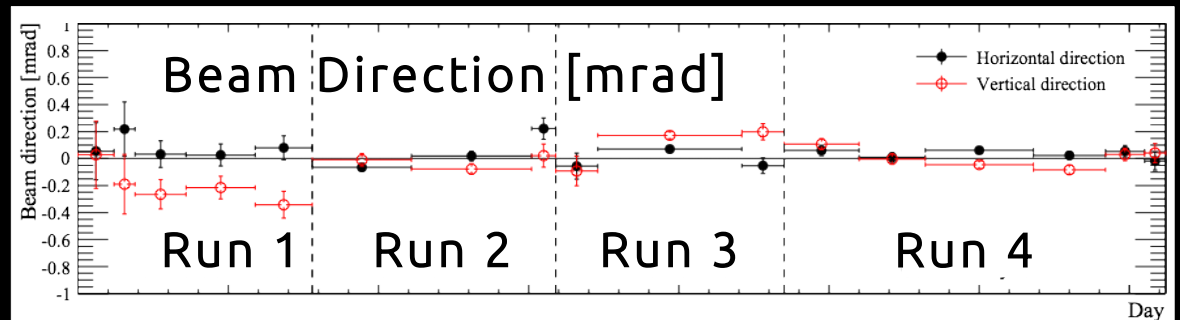 Beam direction [mrad]
1
0.8
0.6
0.4
0.2
0
-0.2
-0.4
-0.6
-0.8
-1
Beam Direction [mrad]
Horizontal direction
Vertical direction
Run 1
Run 2
Run 3
Run 4
Day